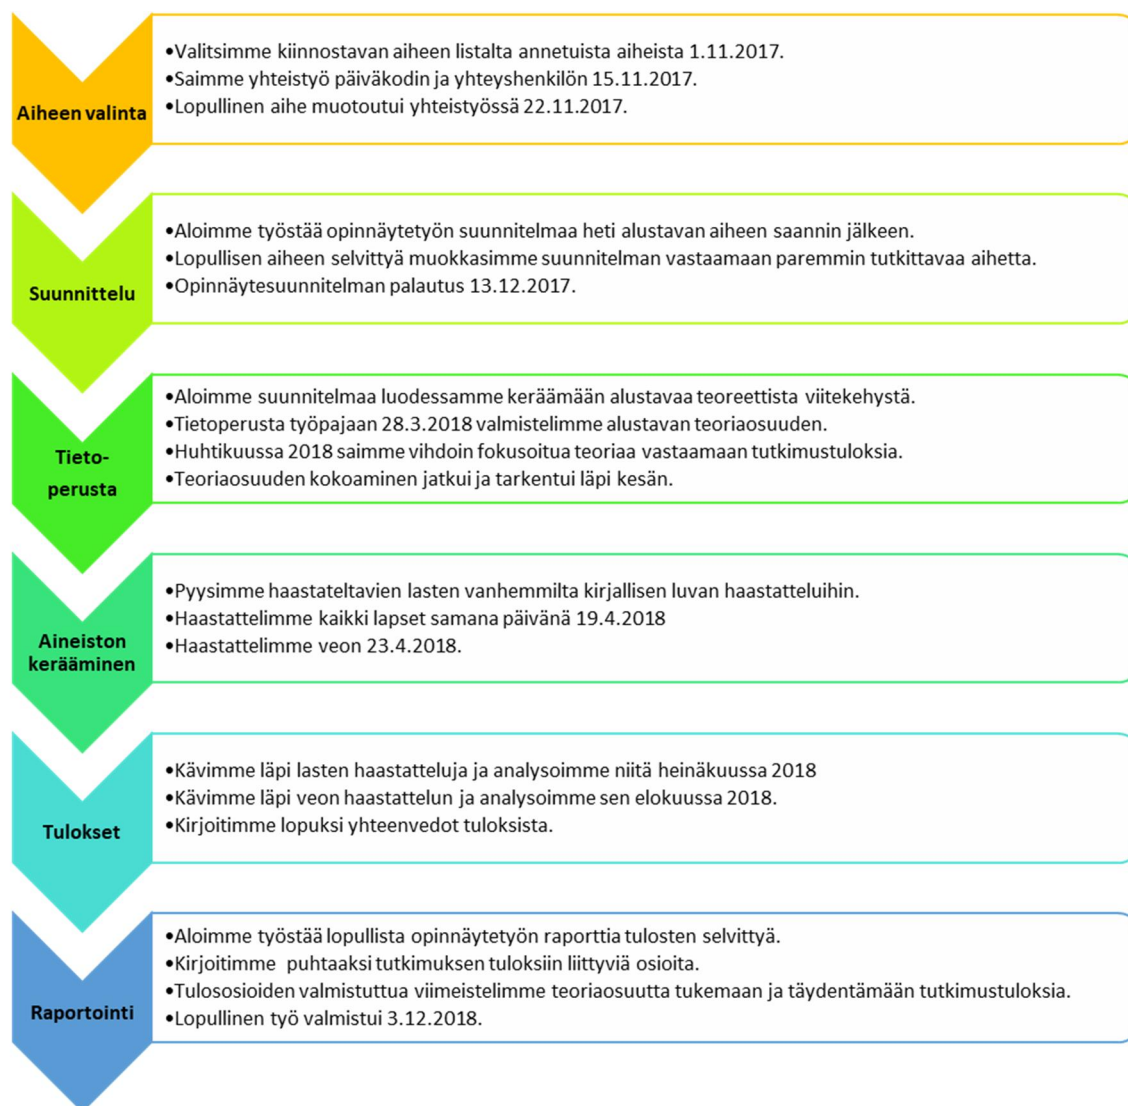 Aiheen valinta
•Valitsimme kiinnostavan aiheen listalta annetuista aiheista 1.11.2017.
•Saimme yhteistyö päiväkodin ja yhteyshenkilön 15.11.2017.
•Lopullinen aihe muotoutui yhteistyössä 22.11.2017.
Suunnittelu
•Aloimme työstää opinnäytetyön suunnitelmaa heti alustavan aiheen saannin jälkeen.
•Lopullisen aiheen selvittyä muokkasimme suunnitelman vastaamaan paremmin tutkittavaa aihetta.
•Opinnäytesuunnitelman palautus 13.12.2017.
Tieto-
perusta
•Aloimme suunnitelmaa luodessamme keräämään alustavaa teoreettista viitekehystä.
•Tietoperusta työpajaan 28.3.2018 valmistelimme alustavan teoriaosuuden.
•Huhtikuussa 2018 saimme vihdoin fokusoitua teoriaa vastaamaan tutkimustuloksia.
•Teoriaosuuden kokoaminen jatkui ja tarkentui läpi kesän.
Aineiston
kerääminen
•Pyysimme haastateltavien lasten vanhemmilta kirjallisen luvan haastatteluihin.
•Haastattelimme kaikki lapset samana päivänä 19.4.2018
•Haastattelimme veon 23.4.2018.
Tulokset
•Kävimme läpi lasten haastatteluja ja analysoimme niitä heinäkuussa 2018
•Kävimme läpi veon haastattelun ja analysoimme sen elokuussa 2018.
•Kirjoitimme lopuksi yhteenvedot tuloksista.
Raportointi
•Aloimme työstää lopullista opinnäytetyön raporttia tulosten selvittyä.
•Kirjoitimme puhtaaksi tutkimuksen tuloksiin liittyviä osioita.
•Tulososioiden valmistuttua viimeistelimme teoriaosuutta tukemaan ja täydentämään tutkimustuloksia.
•Lopullinen työ valmistui 3.12.2018.